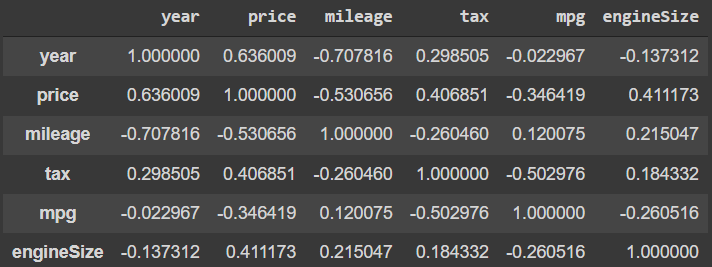 year price mileage tax mpg engineSize
year 1.000000 0.636009 -0.707816 0.298505 -0.022967 -0.137312
price 0.636009 1.000000 -0.530656 0.406851 -0.346419 0.411173
mileage -0.707816 -0.530656 1.000000 -0.260460 0.120075 0.215047
tax 0.298505 0.406851 -0.260460 1.000000 -0.502976 0.184332
mpg -0.022967 -0.346419 0.120075 -0.502976 1.000000 -0.260516
engineSize -0.137312 0.411173 0.215047 0.184332 -0.260516 1.000000